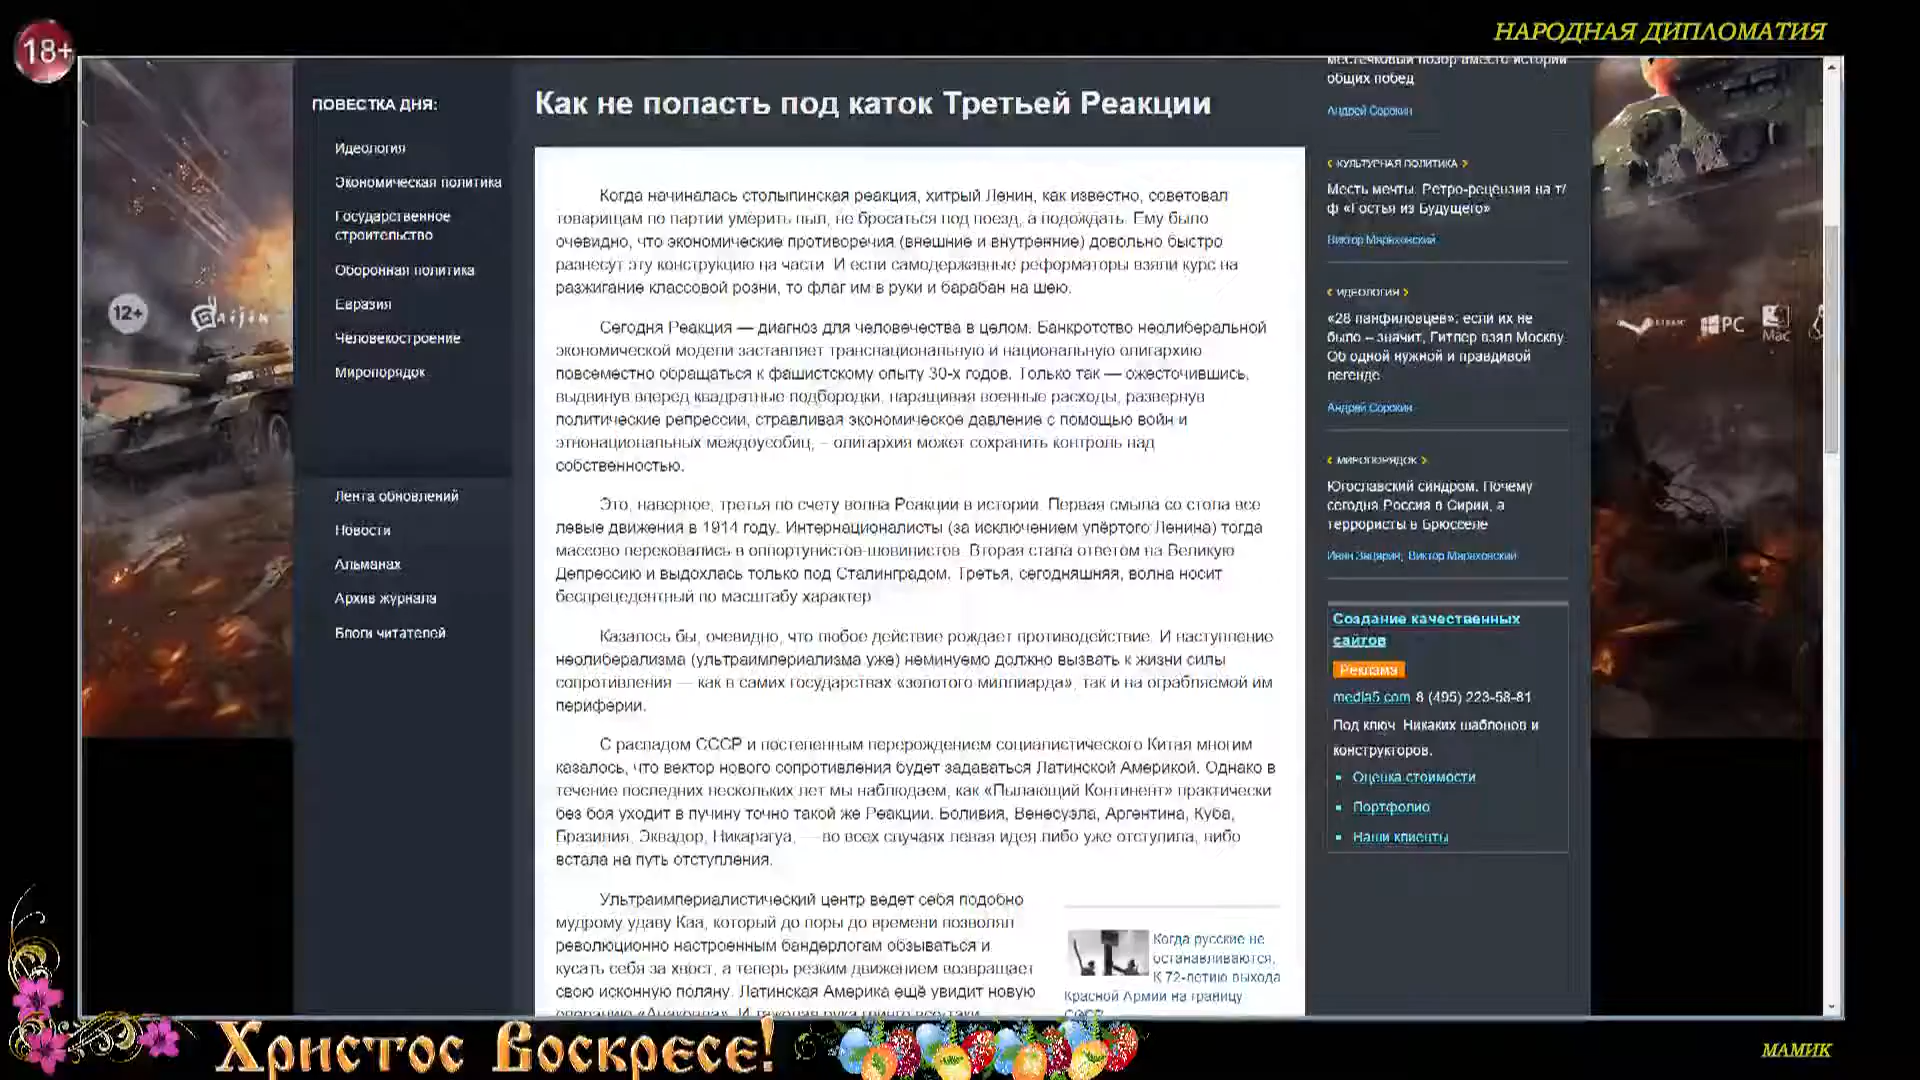 18+
НАРОДНАЯ ДИПЛОМАТИЯ
ПОВЕСТКА ДНЯ:
Идеология
Экономическая политика
Государственное
строительство
Оборонная политика
Евразия
Человекостроение
Миропорядок
Лента обновлений
Новости
Альманах
Архив журнала
Блоги читателей
12+
Gaijin
Как не попасть под каток Третьей Реакции
Когда начиналась столыпинская реакция, хитрый Ленин, как известно, советовал
товарищам по партии умерить пыл, не бросаться под поезд, а подождать. Ему было
очевидно, что экономические противоречия (внешние и внутренние) довольно быстро
разнесут эту конструкцию на части. И если самодержавные реформаторы взяли курс на
разжигание классовой розни, то флаг им в руки и барабан на шею.
Сегодня Реакция — диагноз для человечества в целом. Банкротство неолиберальной
экономической модели заставляет транснациональную и национальную олигархию
повсеместно обращаться к фашистскому опыту 30-х годов. Только так — ожесточившись,
выдвинув вперед квадратные подбородки, наращивая военные расходы, развернув
политические репрессии, стравливая экономическое давление с помощью войн и
этнонациональных междоусобиц, – олигархия может сохранить контроль над
собственностью.
Это, наверное, третья по счету волна Реакции в истории. Первая смыла со стола все
левые движения в 1914 году. Интернационалисты (за исключением упёртого Ленина) тогда
массово перековались в оппортунистов-шовинистов. Вторая стала ответом на Великую
Депрессию и выдохлась только под Сталинградом. Третья, сегодняшняя, волна носит
беспрецедентный по масштабу характер.
Казалось бы, очевидно, что любое действие рождает противодействие. И наступление
неолиберализма (ультраимпериализма уже) неминуемо должно вызвать к жизни силы
сопротивления — как в самих государствах «золотого миллиарда», так и на ограбляемой им
периферии.
С распадом СССР и постепенным перерождением социалистического Китая многим
казалось, что вектор нового сопротивления будет задаваться Латинской Америкой. Однако в
течение последних нескольких лет мы наблюдаем, как «Пылающий Континент» практически
без боя уходит в пучину точно такой же Реакции. Боливия, Венесуэла, Аргентина, Куба,
Бразилия, Эквадор, Никарагуа, — во всех случаях левая идея либо уже отступила, либо
встала на путь отступления.
Ультраимпериалистический центр ведет себя подобно
мудрому удаву Каа, который до поры до времени позволял
революционно настроенным бандерлогам обзываться и
кусать себя за хвост, а теперь резким движением возвращает
свою исконную поляну. Латинская Америка ещё увидит новую
операцию «Анаконда». И тяжелая рука гринго все-таки
Когда русские не
останавливаются.
К 72-летию выхода
Красной Армии на границу
СССР
местечковый позор вместо истории
общих побед
Андрей Сорокин
‹ КУЛЬТУРНАЯ ПОЛИТИКА ›
Месть мечты. Ретро-рецензия на т/
ф «Гостья из Будущего»
Виктор Мараховский
‹ ИДЕОЛОГИЯ ›
«28 панфиловцев»: если их не
было – значит, Гитлер взял Москву.
Об одной нужной и правдивой
легенде
Андрей Сорокин
‹ МИРОПОРЯДОК ›
Югославский синдром. Почему
сегодня Россия в Сирии, а
террористы в Брюсселе
Иван Зацарин, Виктор Мараховский
Создание качественных
сайтов
Реклама
media5.com 8 (495) 223-58-81
Под ключ. Никаких шаблонов и
конструкторов.
Оценка стоимости
Портфолио
Наши клиенты
STEAM PC Mac
Христос Воскресе!
МАМИК